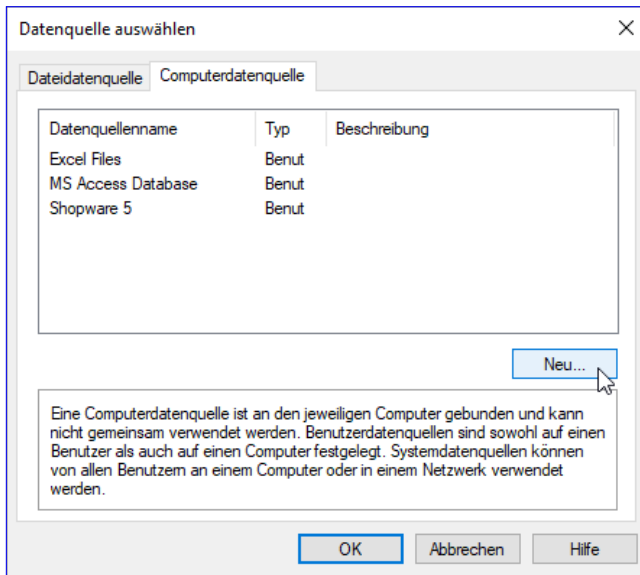 Datenquelle auswählen
Dateidatenquelle Computerdatenquelle
Datenquellenname Typ Beschreibung
Excel Files Benut
MS Access Database Benut
Shopware 5 Benut
Neu...
Eine Computerdatenquelle ist an den jeweiligen Computer gebunden und kann
nicht gemeinsam verwendet werden. Benutzerdatenquellen sind sowohl auf einen
Benutzer als auch auf einen Computer festgelegt. Systemdatenquellen können
von allen Benutzern an einem Computer oder in einem Netzwerk verwendet
werden.
OK Abbrechen Hilfe